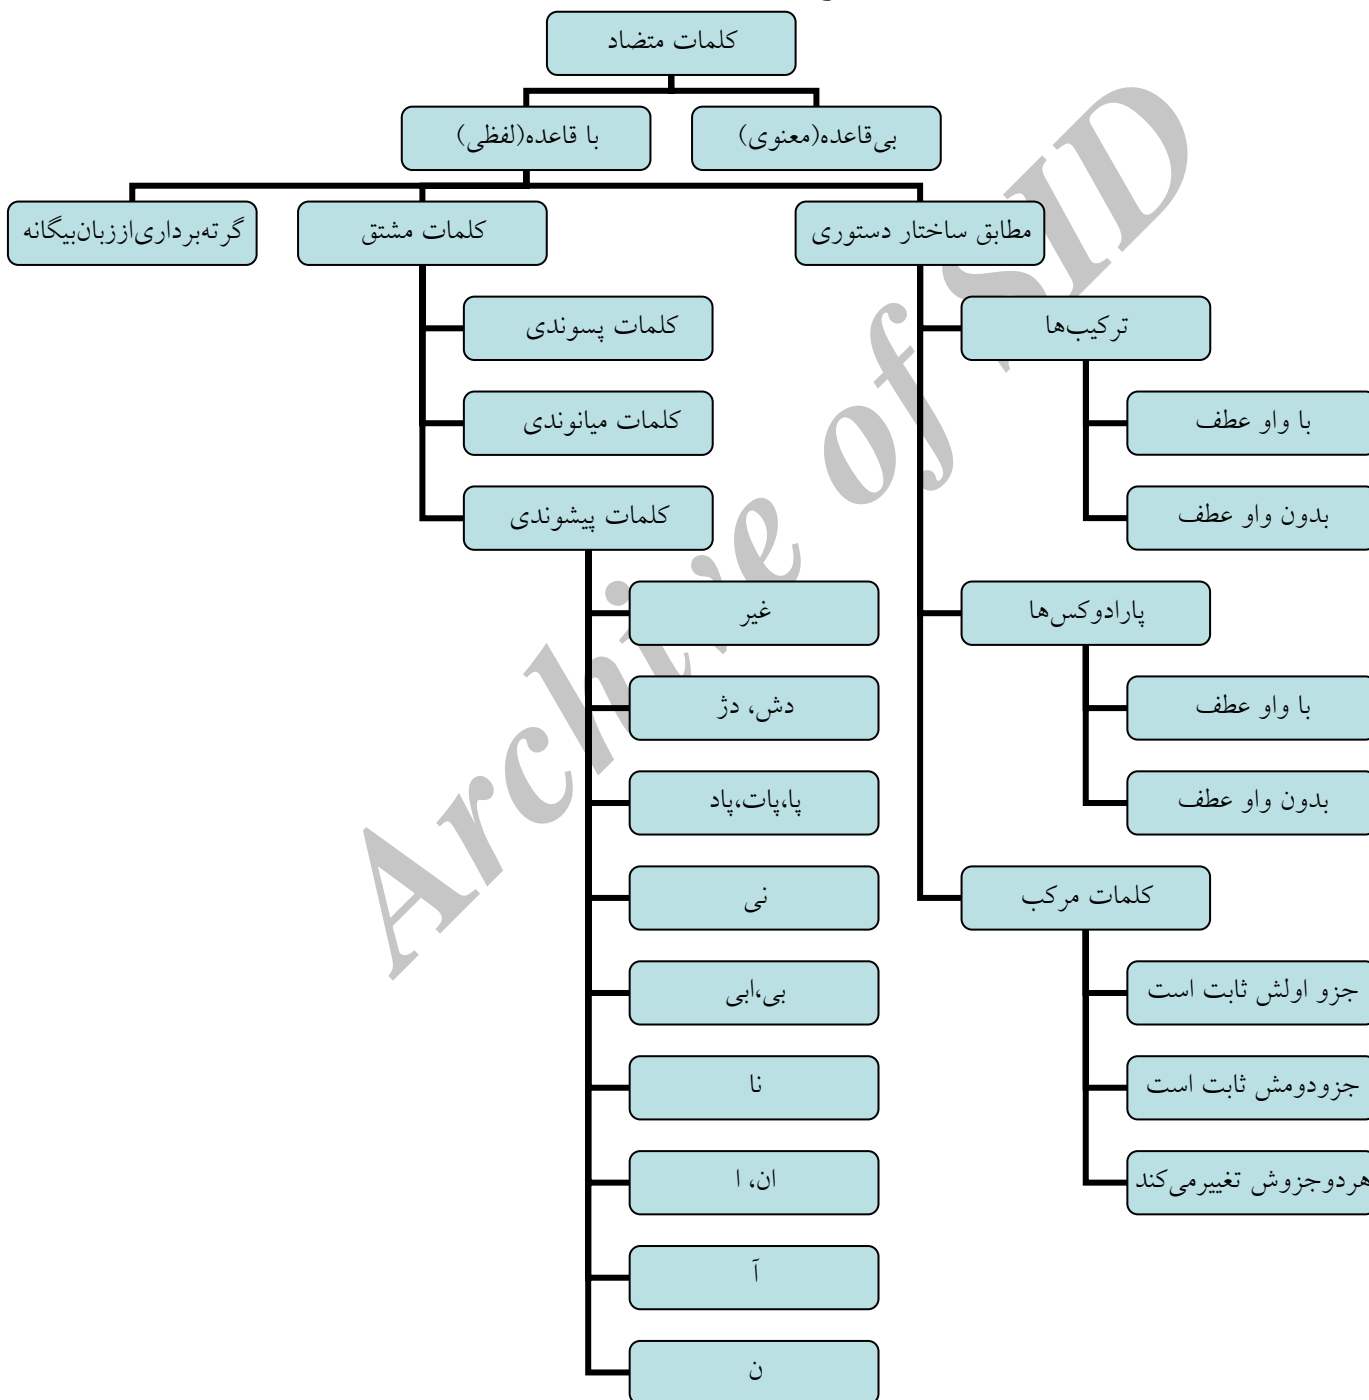 کلمات متضاد
بی‌قاعده(معنوی)
با قاعده(لفظی)
مطابق ساختار دستوری
کلمات مشتق
گرته‌برداری‌اززبان‌بیگانه
ترکیب‌ها
با واو عطف
بدون واو عطف
پارادوکس‌ها
با واو عطف
بدون واو عطف
کلمات مرکب
جزو اولش ثابت است
جزودومش ثابت است
هردوجزوش تغییرمی‌کند
کلمات پسوندی
کلمات میانوندی
کلمات پیشوندی
غیر
دش، دژ
پا،پات،پاد
نی
بی،ابی
نا
ان، ا
آ
ن
Archive of SID